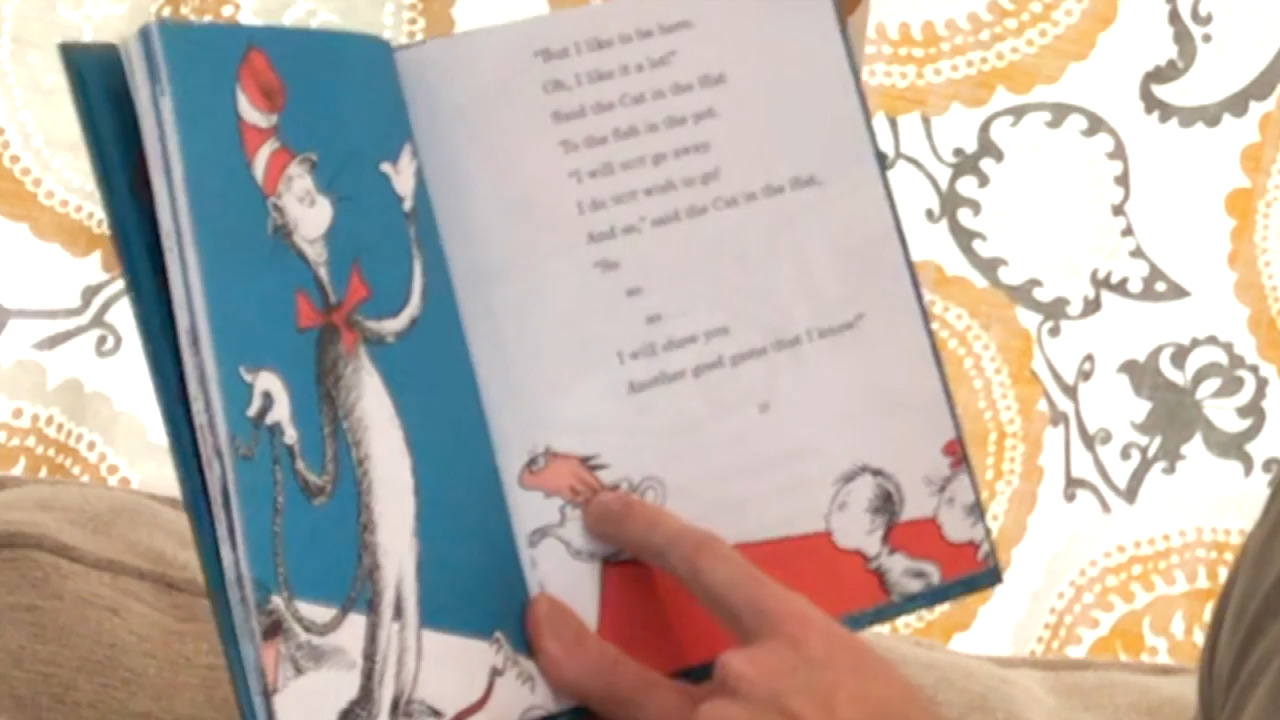 "But I like to be here.
Oh, I like it a lot!"
Said the Cat in the Hat
To the fish in the pot.
"I will NOT go away.
I do NOT wish to go!
And so," said the Cat in the Hat,
"So
so
so
I will show you
Another good game that I know!"